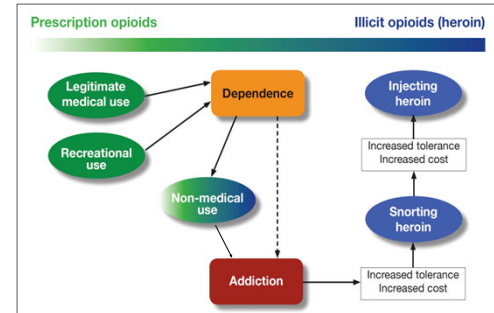 Prescription opioids
Illicit opioids (heroin)
Legitimate
medical use
Recreational
use
Dependence
Non-medical
use
Addiction
Injecting
heroin
Increased tolerance
Increased cost
Snorting
heroin
Increased tolerance
Increased cost